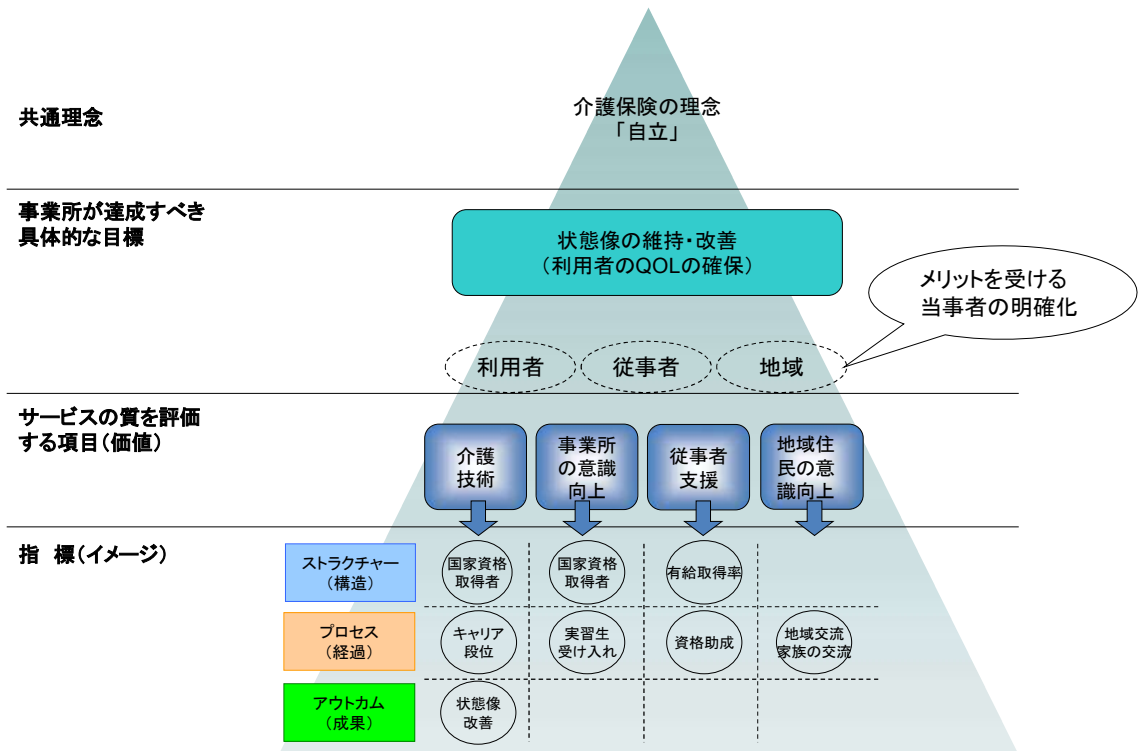 共通理念
介護保険の理念
「自立」
事業所が達成すべき
具体的な目標
状態像の維持・改善
（利用者のQOLの確保）
メリットを受ける
当事者の明確化
利用者
従事者
地域
サービスの質を評価
する項目（価値）
介護
技術
事業所
の意識
向上
従事者
支援
地域住
民の意
識向上
指 標（イメージ）
ストラクチャー
（構造）
国家資格
取得者
国家資格
取得者
有給取得率
プロセス
（経過）
キャリア
段位
実習生
受け入れ
資格助成
地域交流
家族の交流
アウトカム
（成果）
状態像
改善